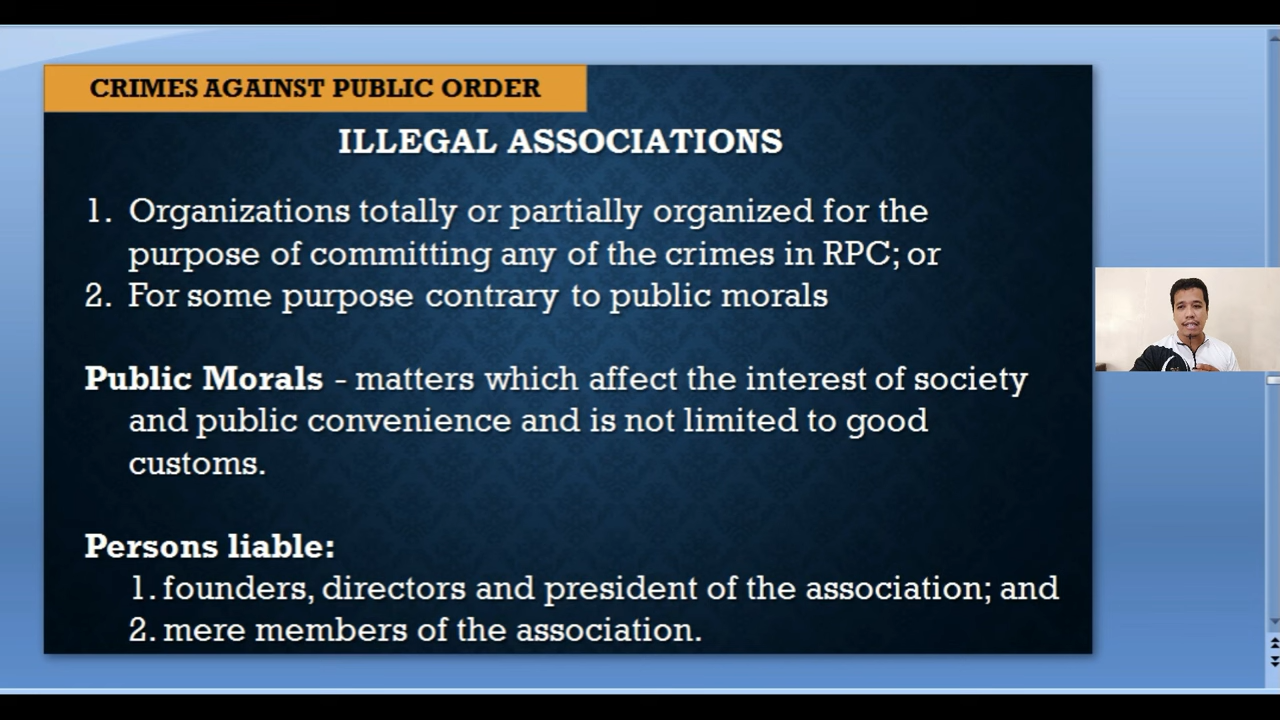 CRIMES AGAINST PUBLIC ORDER
ILLEGAL ASSOCIATIONS
1. Organizations totally or partially organized for the
purpose of committing any of the crimes in RPC; or
2. For some purpose contrary to public morals
Public Morals - matters which affect the interest of society
and public convenience and is not limited to good
customs.
Persons liable:
1. founders, directors and president of the association; and
2. mere members of the association.